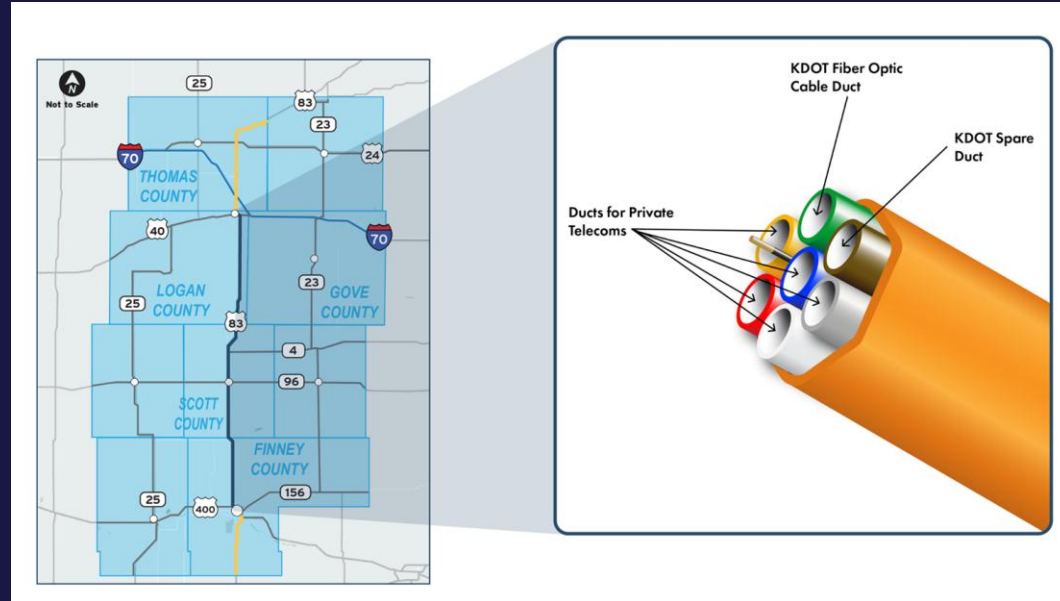 N
Not to Scale
25
83
23
70
24
THOMAS
COUNTY
40
70
LOGAN
COUNTY
23
GOVE
COUNTY
25
83
4
96
SCOTT
COUNTY
FINNEY
COUNTY
25
400
156
KDOT Fiber Optic
Cable Duct
KDOT Spare
Duct
Ducts for Private
Telecoms